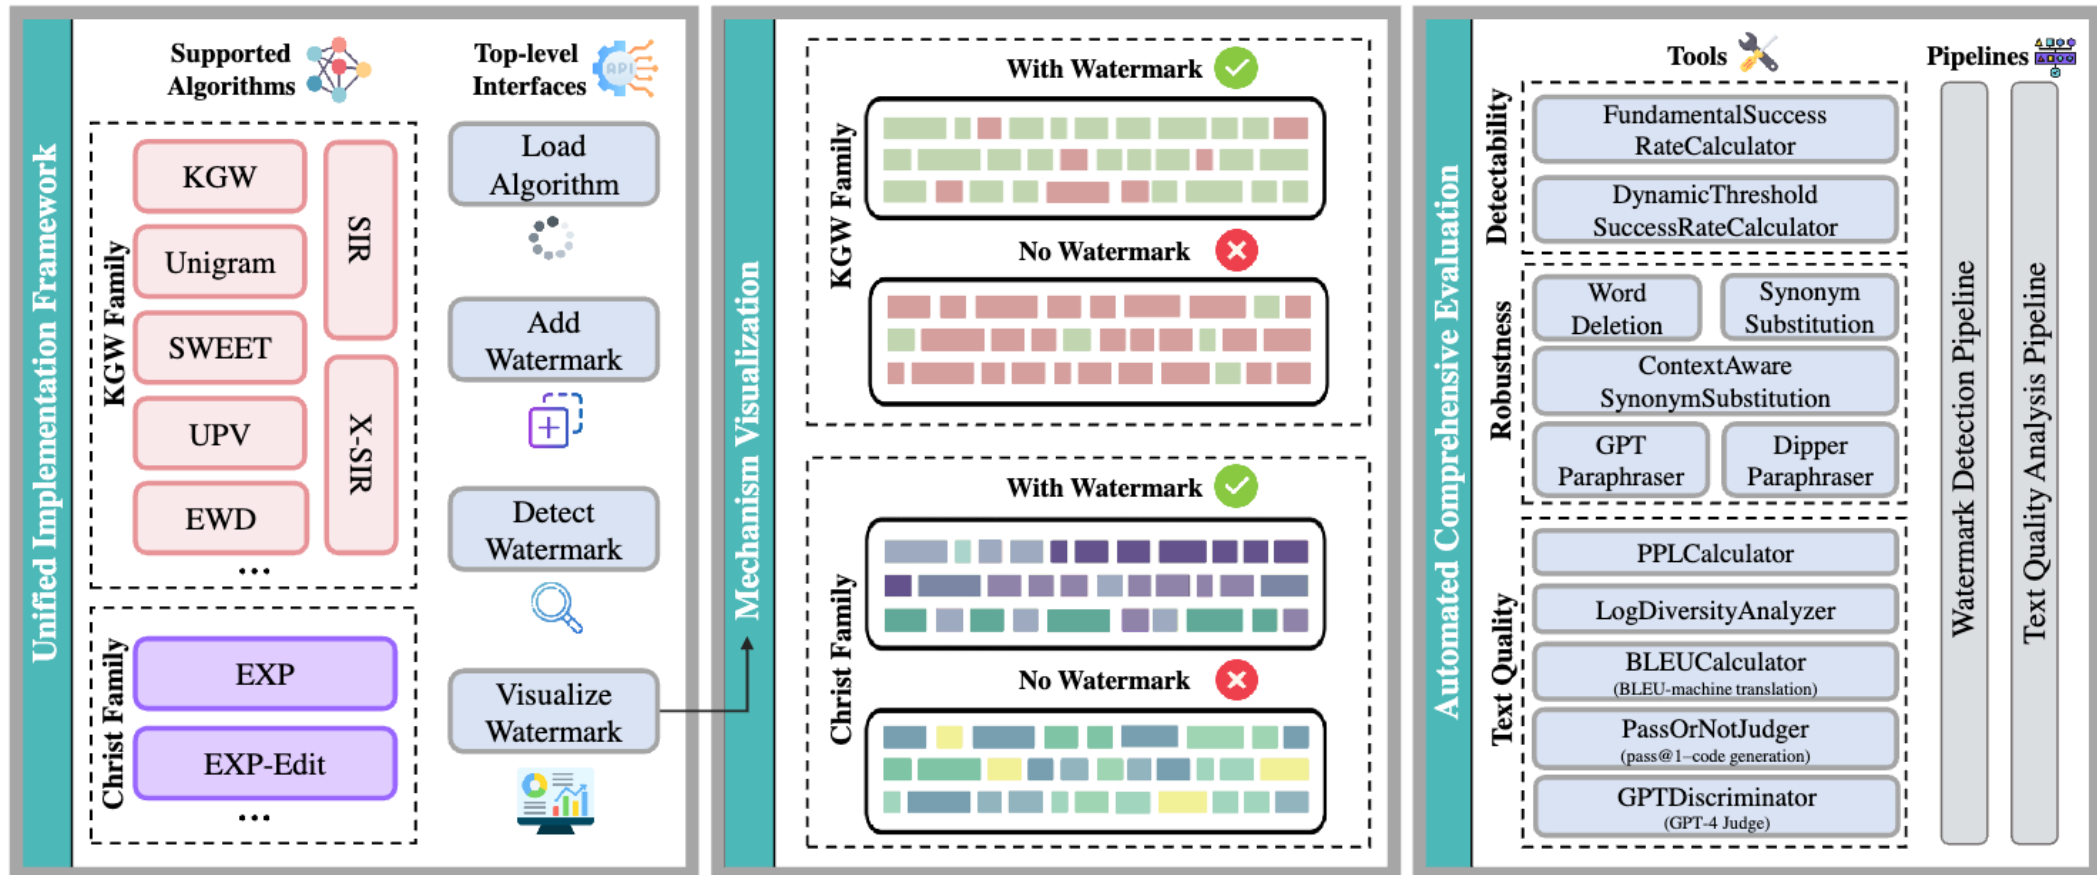 Unified Implementation Framework
Supported
Algorithms
KGW Family
KGW
Unigram
SWEET
UPV
EWD
SIR
X-SIR
...
Christ Family
EXP
EXP-Edit
...
Top-level
Interfaces
API
Load
Algorithm
Add
Watermark
Detect
Watermark
Visualize
Watermark
Mechanism Visualization
KGW Family
With Watermark
No Watermark
Christ Family
With Watermark
No Watermark
Automated Comprehensive Evaluation
Tools
Detectability
FundamentalSuccess
RateCalculator
DynamicThreshold
SuccessRateCalculator
Robustness
Word
Deletion
Synonym
Substitution
ContextAware
SynonymSubstitution
GPT
Paraphraser
Dipper
Paraphraser
Text Quality
PPLCalculator
LogDiversityAnalyzer
BLEUCalculator
(BLEU-machine translation)
PassOrNotJudger
(pass@1–code generation)
GPTDiscriminator
(GPT-4 Judge)
Pipelines
Watermark Detection Pipeline
Text Quality Analysis Pipeline